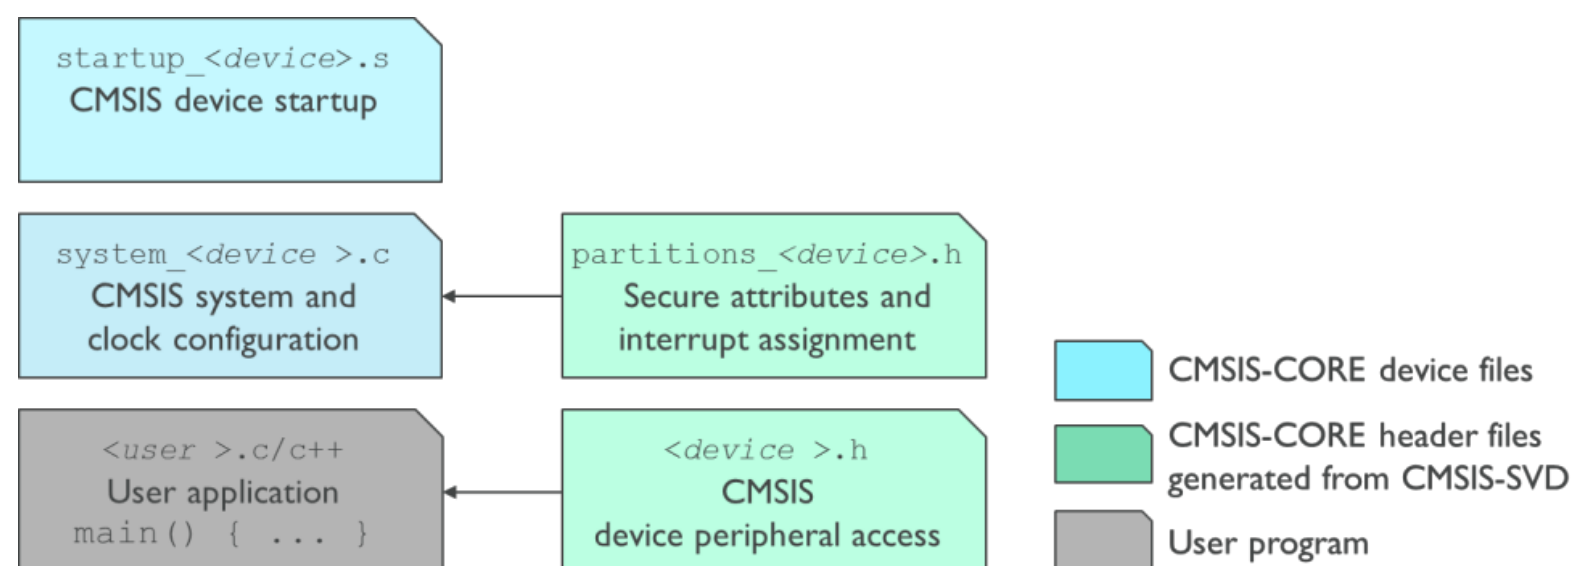 startup_<device>.s
CMSIS device startup
system_<device >.c
CMSIS system and
clock configuration
partitions_<device>.h
Secure attributes and
interrupt assignment
<user >.c/c++
User application
main() { ... }
<device >.h
CMSIS
device peripheral access
CMSIS-CORE device files
CMSIS-CORE header files
generated from CMSIS-SVD
User program